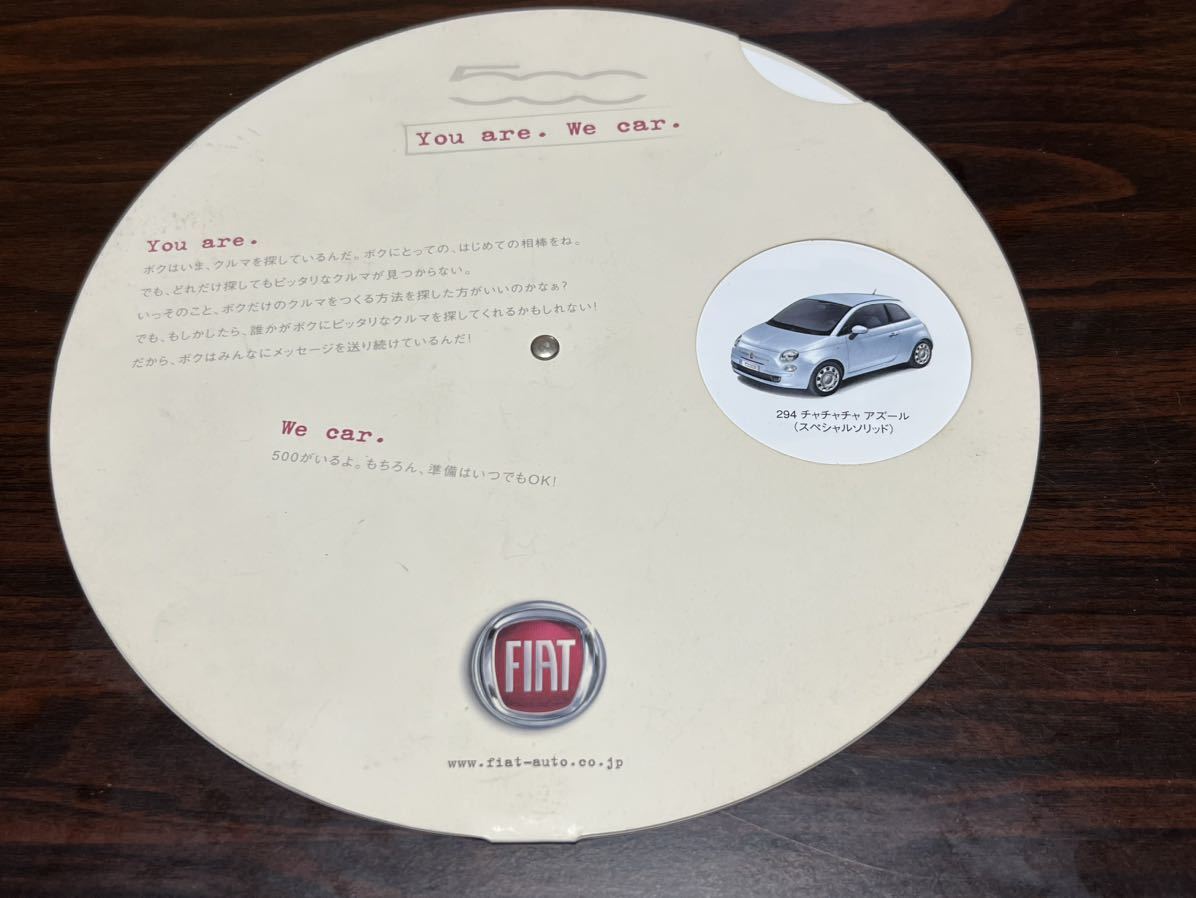 500
You are. We car.
You are.
ボクはいま、クルマを探しているんだ。ボクにとっての、はじめての相棒をね。
でも、どれだけ探してもピッタリなクルマが見つからない。
いっそのこと、ボクだけのクルマをつくる方法を探した方がいいのかなぁ?
でも、もしかしたら、誰かがボクにピッタリなクルマを探してくれるかもしれない!
だから、ボクはみんなにメッセージを送り続けているんだ!
We car.
500がいるよ。もちろん、準備はいつでもOK!
294 チャチャチャ アズール
（スペシャルソリッド）
FIAT
www.fiat-auto.co.jp